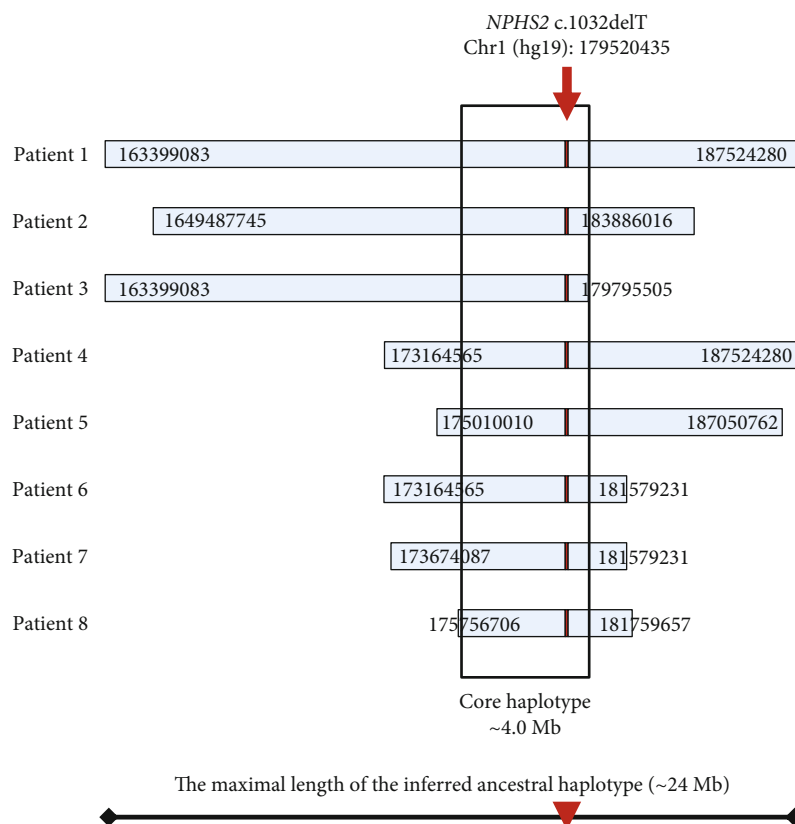 NPHS2 c.1032delT
Chr1 (hg19): 179520435
Patient 1 163399083 187524280
Patient 2 1649487745 183886016
Patient 3 163399083 179795505
Patient 4 173164565 187524280
Patient 5 175010010 187050762
Patient 6 173164565 181579231
Patient 7 173674087 181579231
Patient 8 175756706 181759657
Core haplotype
~4.0 Mb
The maximal length of the inferred ancestral haplotype (~24 Mb)